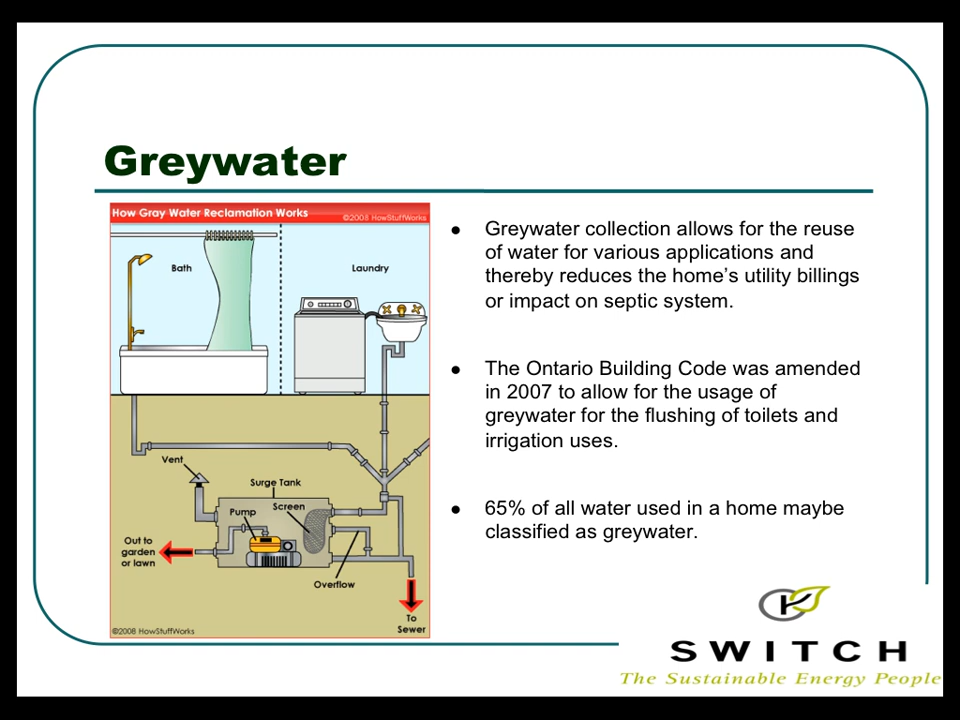 Greywater
How Gray Water Reclamation Works
©2008 HowStuffWorks
Bath
Laundry
Vent
Surge Tank
Pump
Screen
Out to
garden
or lawn
Overflow
To
Sewer
©2008 HowStuffWorks
● Greywater collection allows for the reuse
of water for various applications and
thereby reduces the home’s utility billings
or impact on septic system.
● The Ontario Building Code was amended
in 2007 to allow for the usage of
greywater for the flushing of toilets and
irrigation uses.
● 65% of all water used in a home maybe
classified as greywater.
SWITCH
The Sustainable Energy People